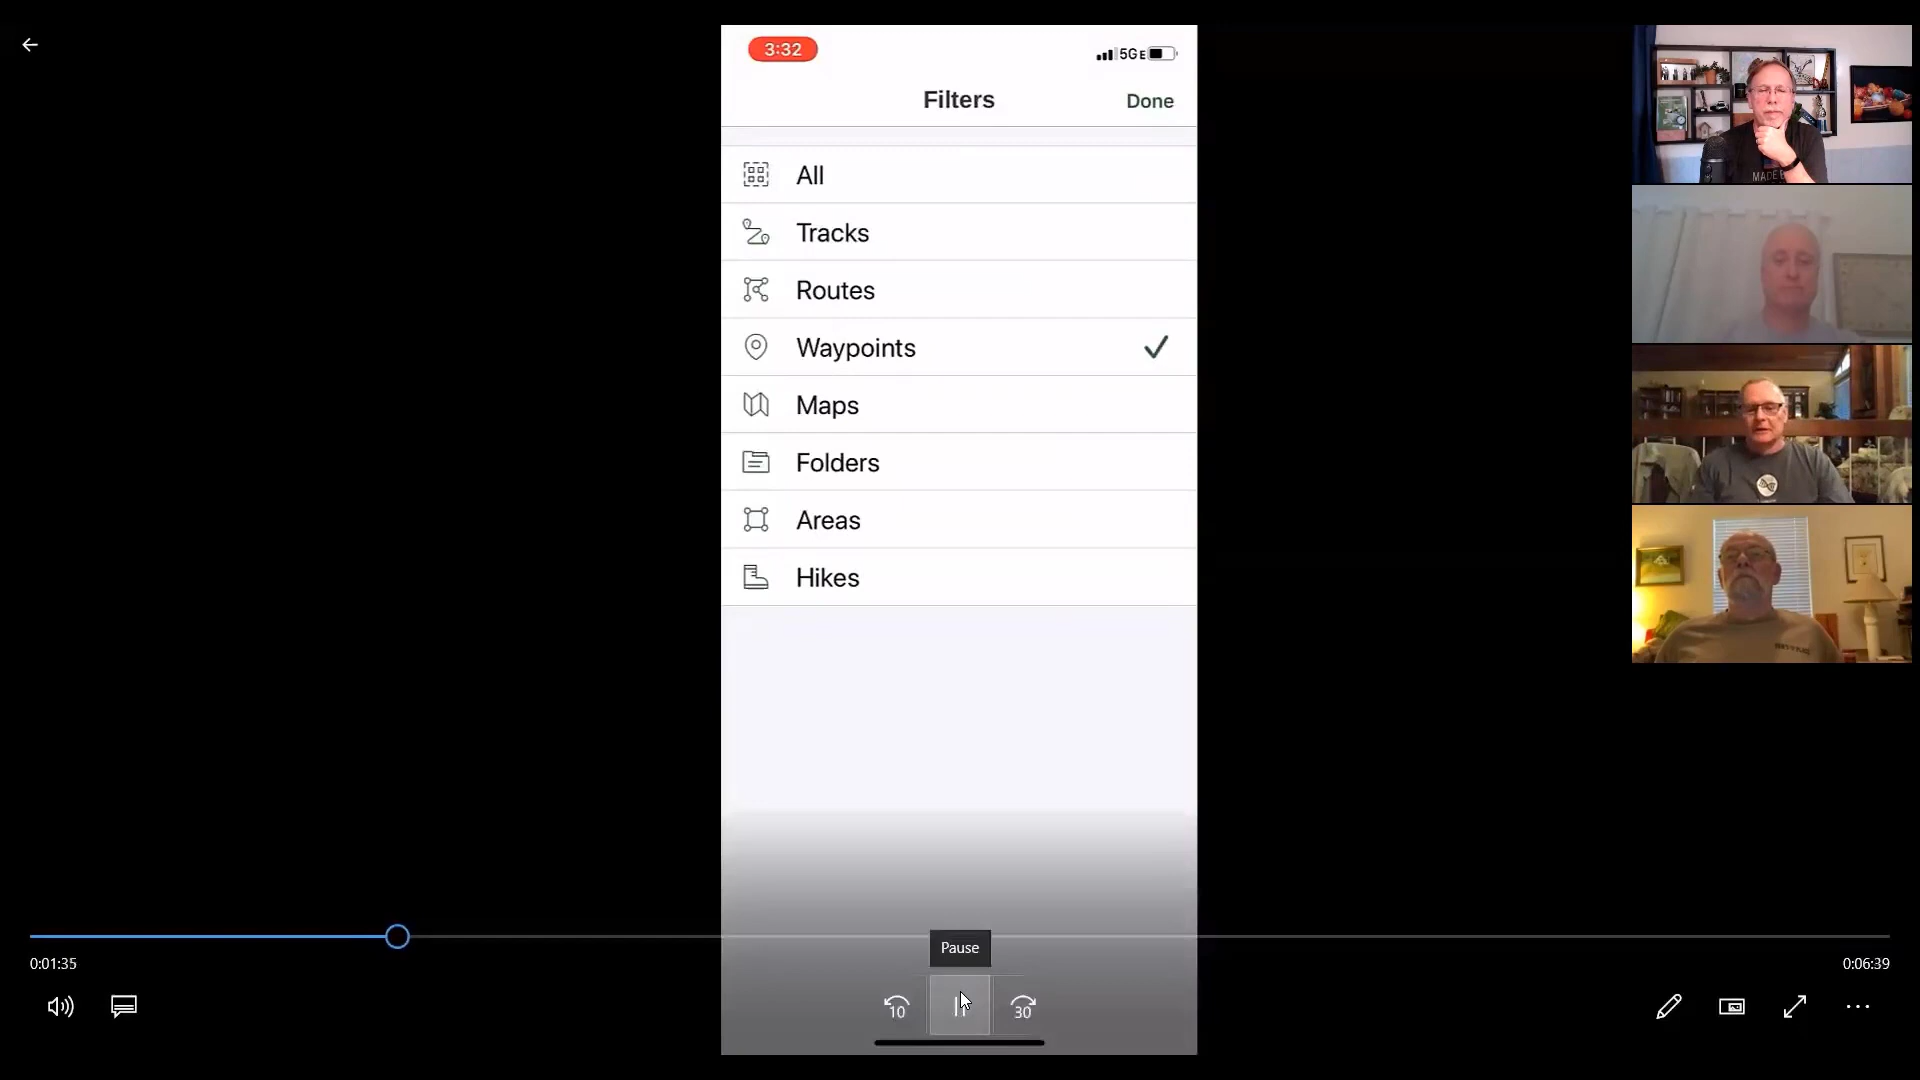 3:32
5GE
Filters
Done
All
Tracks
Routes
Waypoints
Maps
Folders
Areas
Hikes
MADE
Pause
0:01:35
0:06:39
10
30